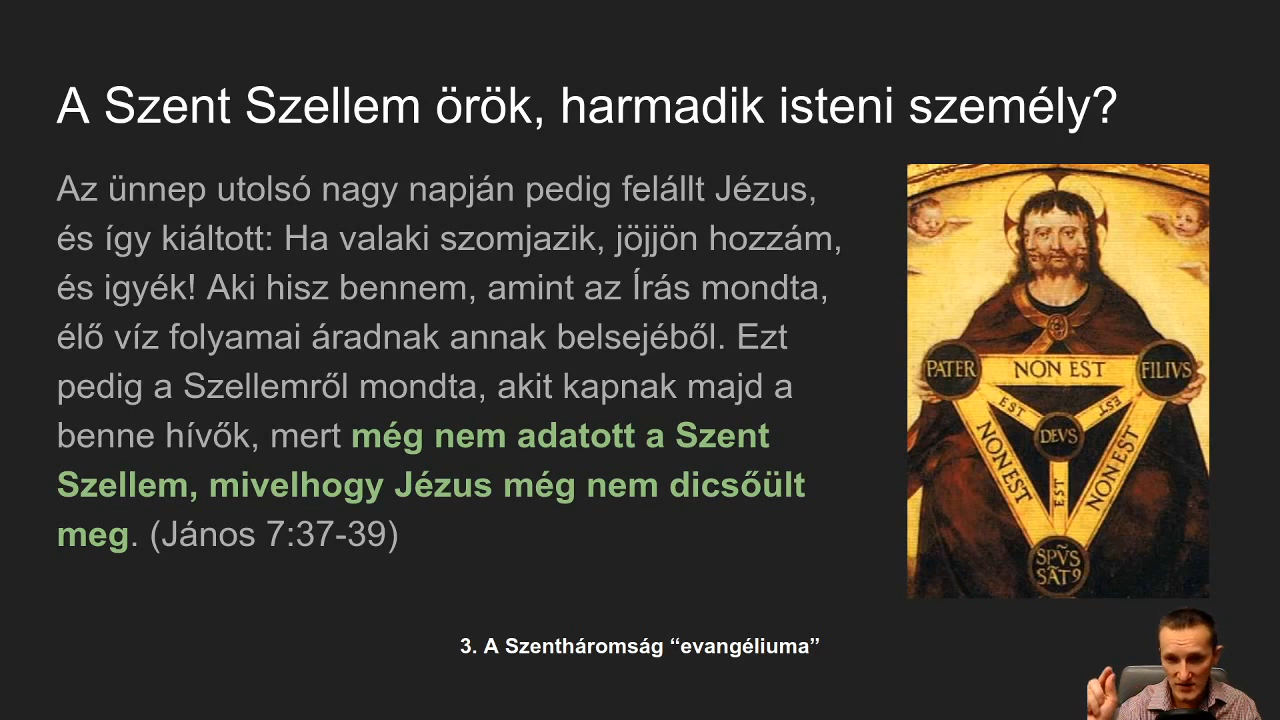 A Szent Szellem örök, harmadik isteni személy?
Az ünnep utolsó nagy napján pedig felállt Jézus,
és így kiáltott: Ha valaki szomjazik, jöjjön hozzám,
és igyék! Aki hisz bennem, amint az Írás mondta,
élő víz folyamai áradnak annak belsejéből. Ezt
pedig a Szellemről mondta, akit kapnak majd a
benne hívők, mert még nem adatott a Szent
Szellem, mivelhogy Jézus még nem dicsőült
meg. (János 7:37-39)
PATER
NON EST
FILIVS
EST
EST
DEVS
NON EST
EST
NON EST
SPṼS
SÃT9
3. A Szentháromság “evangéliuma”